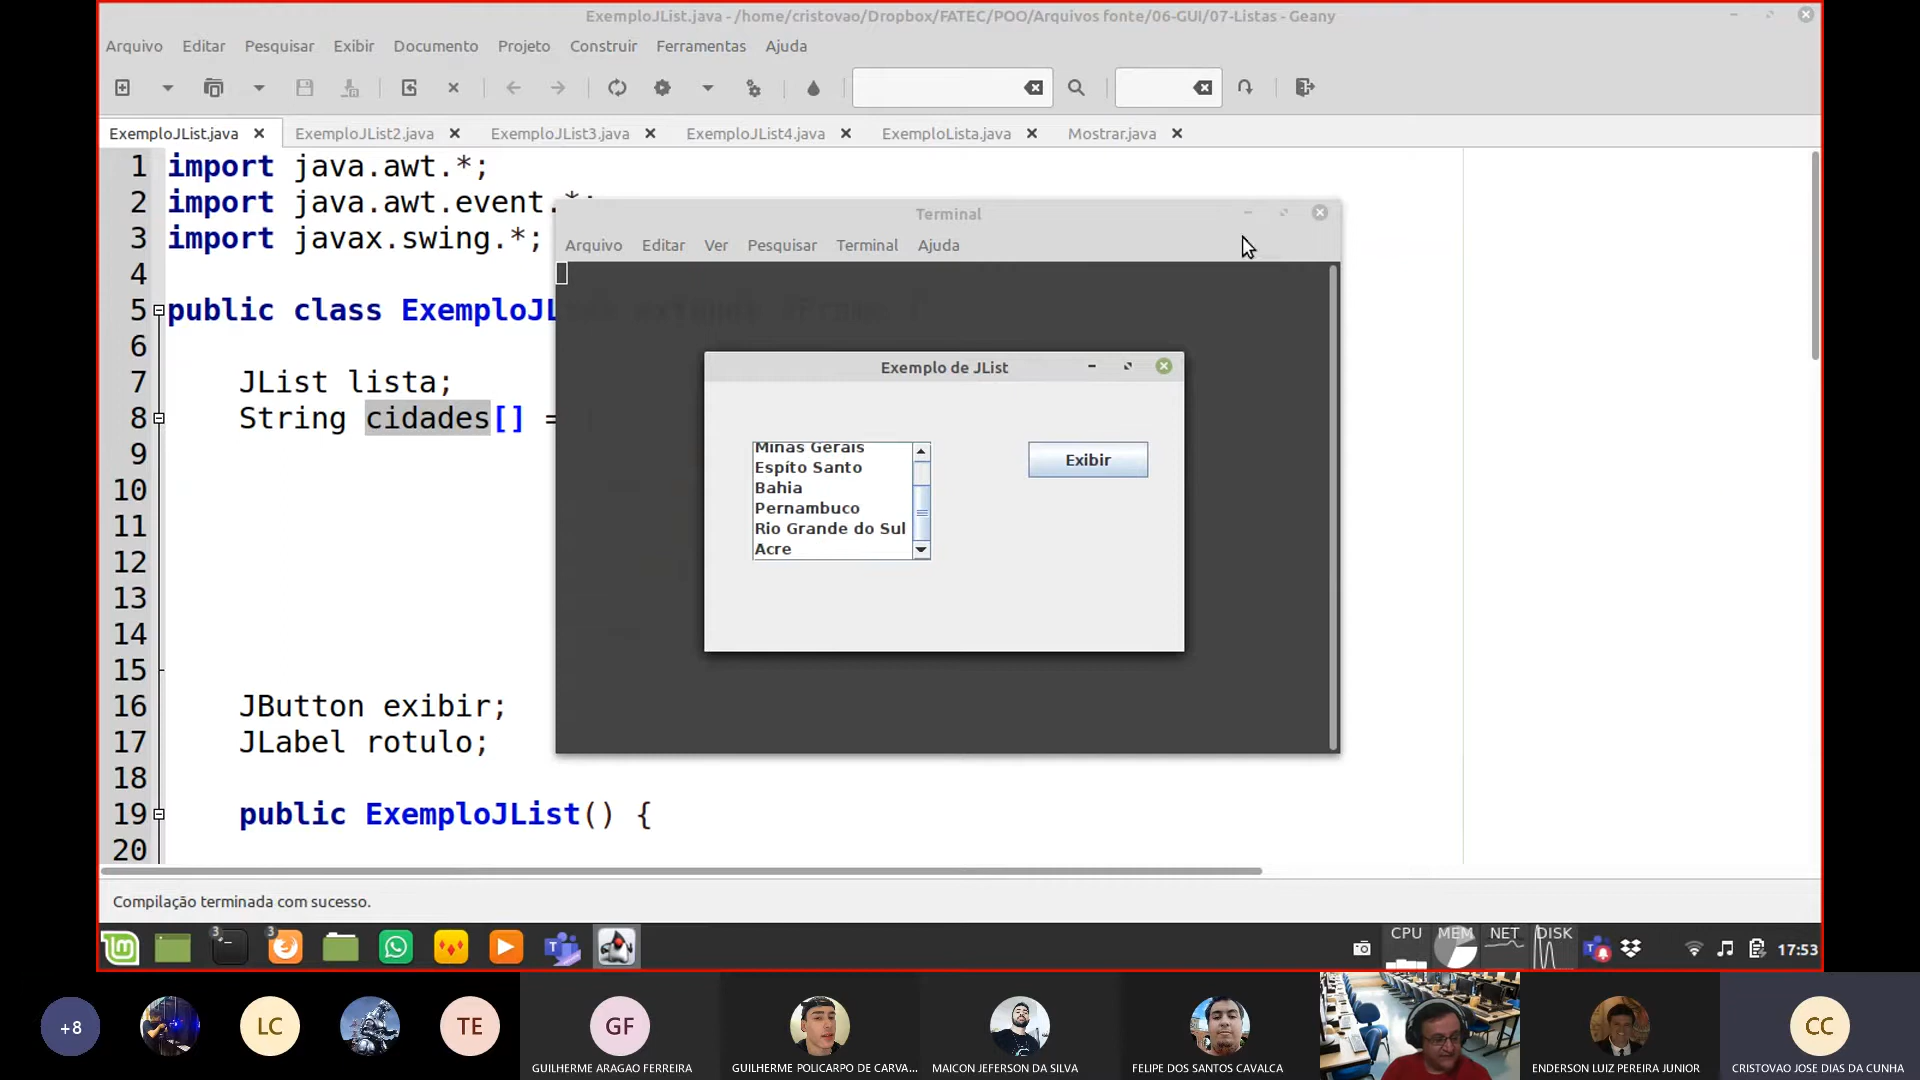 ExemploJList.java - /home/cristovao/Dropbox/FATEC/POO/Arquivos fonte/06-GUI/07-Listas - Geany
Arquivo Editar Pesquisar Exibir Documento Projeto Construir Ferramentas Ajuda
ExemploJList.java ExemploJList2.java ExemploJList3.java ExemploJList4.java ExemploLista.java Mostrar.java
1 import java.awt.*;
2 import java.awt.event.*;
3 import javax.swing.*;
4
5 public class ExemploJList extends JFrame {
6
7 JList lista;
8 String cidades[] =
9
10
11
12
13
14
15
16 JButton exibir;
17 JLabel rotulo;
18
19 public ExemploJList() {
20
Terminal
Arquivo Editar Ver Pesquisar Terminal Ajuda
Exemplo de JList
Minas Gerais
Espíto Santo
Bahia
Pernambuco
Rio Grande do Sul
Acre
Exibir
Compilação terminada com sucesso.
3 3
CPU MEM NET DISK
17:53
+8 LC TE GF CC
GUILHERME ARAGAO FERREIRA
GUILHERME POLICARPO DE CARVA...
MAICON JEFERSON DA SILVA
FELIPE DOS SANTOS CAVALCA
ENDERSON LUIZ PEREIRA JUNIOR
CRISTOVAO JOSE DIAS DA CUNHA